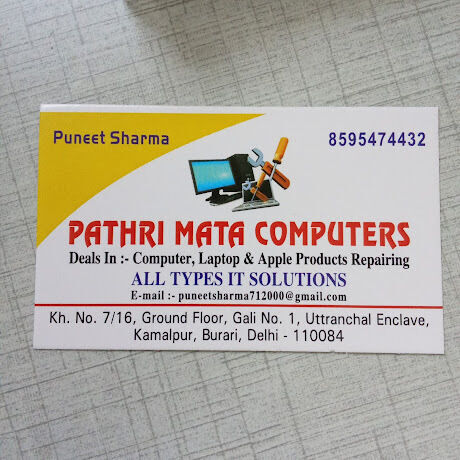 Puneet Sharma
8595474432
PATHRI MATA COMPUTERS
Deals In :- Computer, Laptop & Apple Products Repairing
ALL TYPES IT SOLUTIONS
E-mail :- puneetsharma712000@gmail.com
Kh. No. 7/16, Ground Floor, Gali No. 1, Uttranchal Enclave,
Kamalpur, Burari, Delhi - 110084